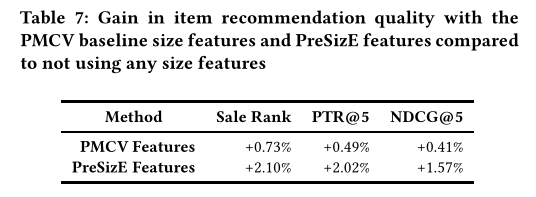 Table 7: Gain in item recommendation quality with the
PMCV baseline size features and PreSizE features compared
to not using any size features
Method Sale Rank PTR@5 NDCG@5
PMCV Features +0.73% +0.49% +0.41%
PreSizE Features +2.10% +2.02% +1.57%